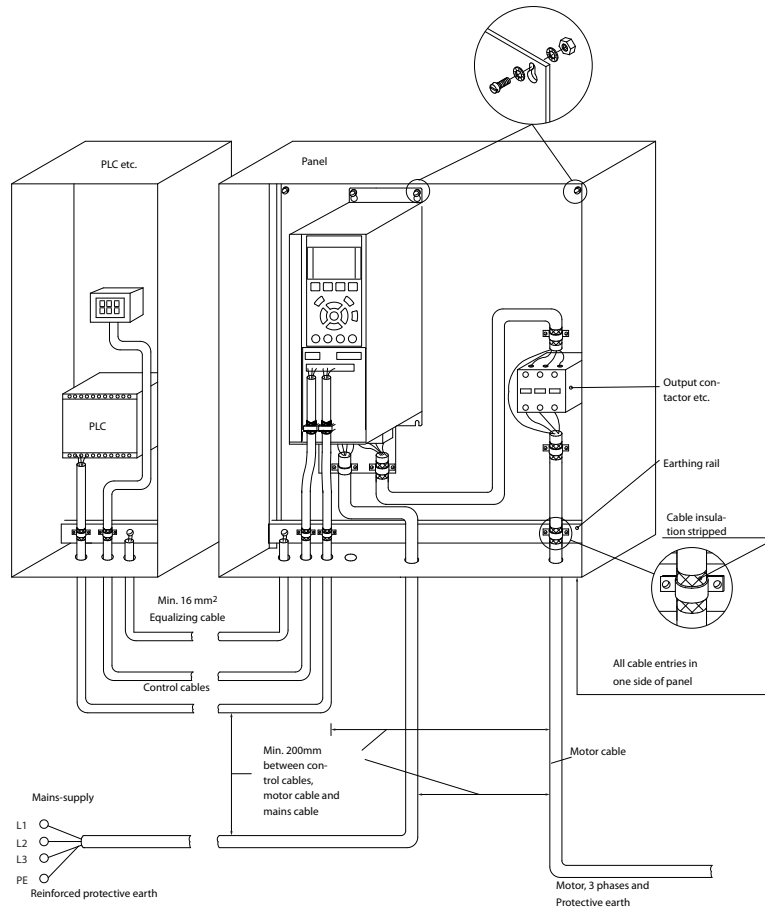 PLC etc.
Panel
PLC
Output con-
tactor etc.
Earthing rail
Cable insula-
tion stripped
Min. 16 mm²
Equalizing cable
Control cables
All cable entries in
one side of panel
Min. 200mm
between con-
trol cables,
motor cable and
mains cable
Motor cable
Mains-supply
L1
L2
L3
PE
Reinforced protective earth
Motor, 3 phases and
Protective earth